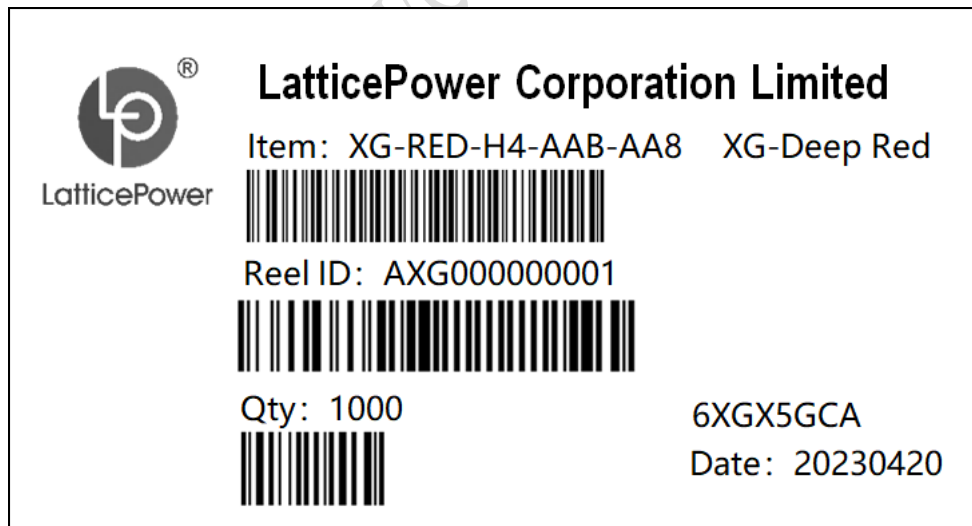 ®
LatticePower
LatticePower Corporation Limited
Item: XG-RED-H4-AAB-AA8 XG-Deep Red
Reel ID: AXG000000001
Qty: 1000
6XGX5GCA
Date: 20230420